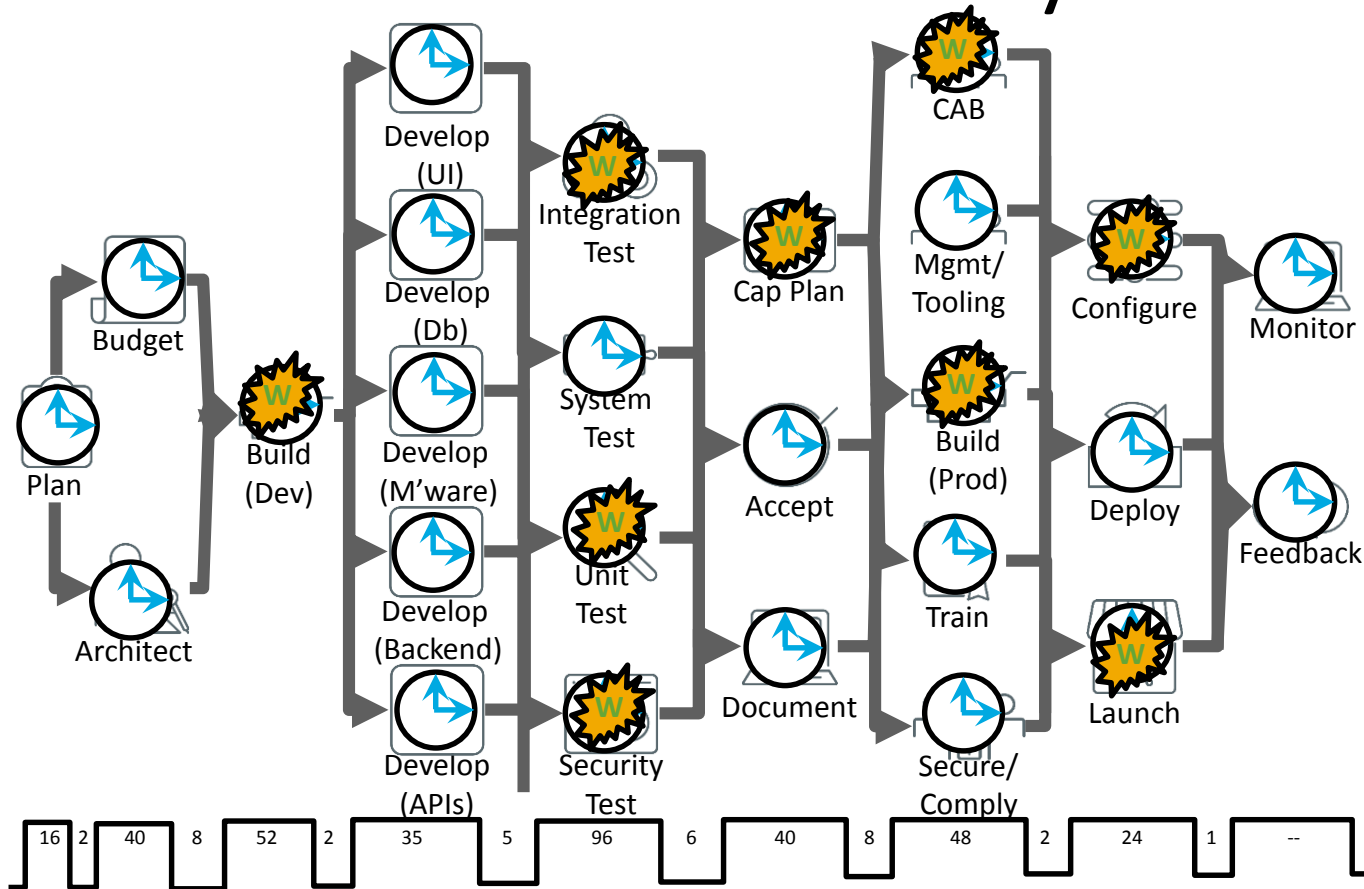 W
CAB
Develop
(UI)
W
Integration
Test
W
Cap Plan
Mgmt/
Tooling
W
Configure
Budget
Develop
(Db)
Monitor
W
Build
(Dev)
Plan
System
Test
W
Build
(Prod)
Develop
(M'ware)
Accept
Deploy
W
Unit
Test
Feedback
Architect
Develop
(Backend)
Train
W
Launch
W
Security
Test
Document
Develop
(APIs)
Secure/
Comply
16 2 40 8 52 2 35 5 96 6 40 8 48 2 24 1 --